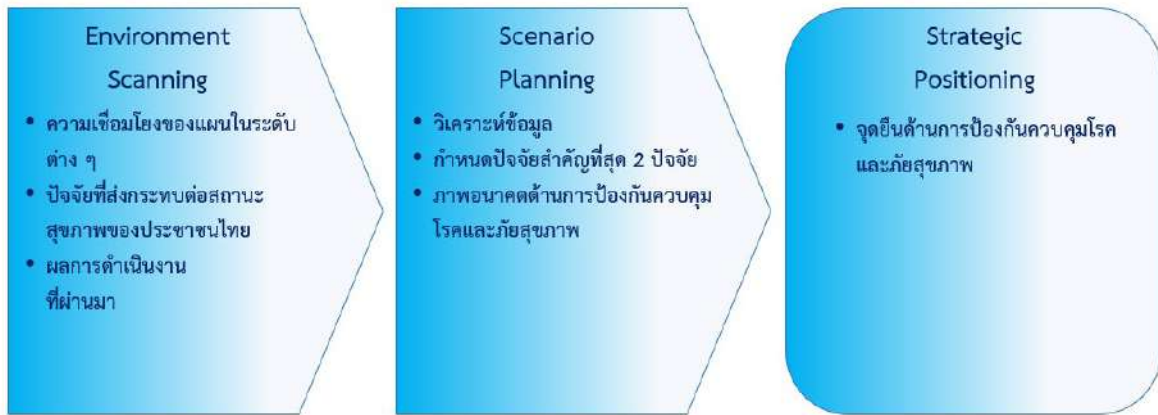 Environment
Scanning
• ความเชื่อมโยงของแผนในระดับ
ต่าง ๆ
• ปัจจัยที่ส่งกระทบต่อสถานะ
สุขภาพของประชาชนไทย
• ผลการดำเนินงาน
ที่ผ่านมา
Scenario
Planning
• วิเคราะห์ข้อมูล
• กำหนดปัจจัยสำคัญที่สุด 2 ปัจจัย
• ภาพอนาคตด้านการป้องกันควบคุม
โรคและภัยสุขภาพ
Strategic
Positioning
• จุดยืนด้านการป้องกันควบคุมโรค
และภัยสุขภาพ